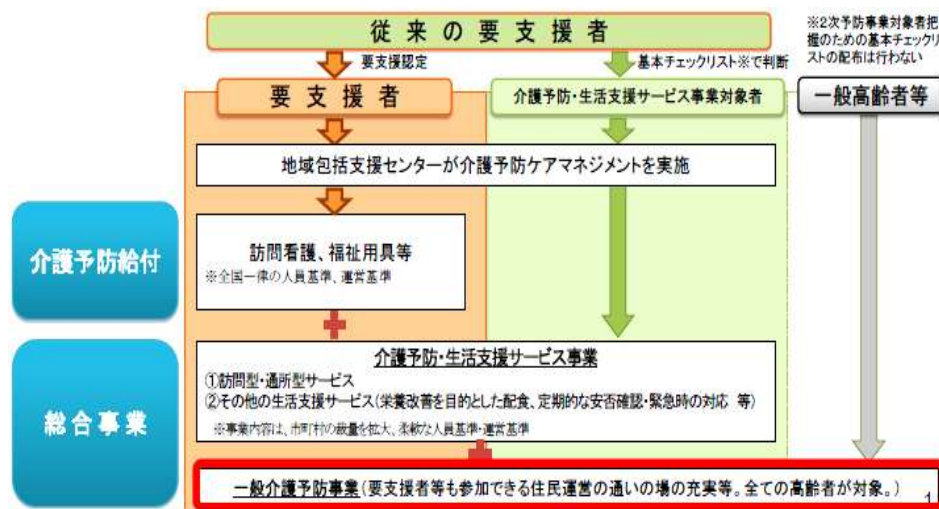 従来の要支援者
※2次予防事業対象者把
握のための基本チェックリ
ストの配布は行わない
要支援認定
基本チェックリスト※で判断
要支援者
介護予防・生活支援サービス事業対象者
一般高齢者等
地域包括支援センターが介護予防ケアマネジメントを実施
介護予防給付
訪問看護、福祉用具等
※全国一律の人員基準、運営基準
総合事業
介護予防・生活支援サービス事業
①訪問型・通所型サービス
②その他の生活支援サービス(栄養改善を目的とした配食、定期的な安否確認・緊急時の対応 等)
※事業内容は、市町村の裁量を拡大、柔軟な人員基準・運営基準
一般介護予防事業(要支援者等も参加できる住民運営の通いの場の充実等。全ての高齢者が対象。)
1